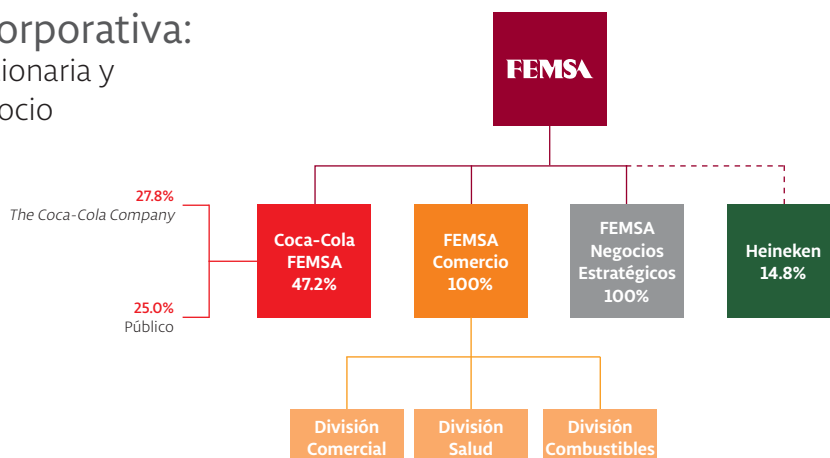 orporativa:
ionaria y
ocio
FEMSA
27.8%
The Coca-Cola Company
25.0%
Público
Coca-Cola
FEMSA
47.2%
FEMSA
Comercio
100%
FEMSA
Negocios
Estratégicos
100%
Heineken
14.8%
División
Comercial
División
Salud
División
Combustibles